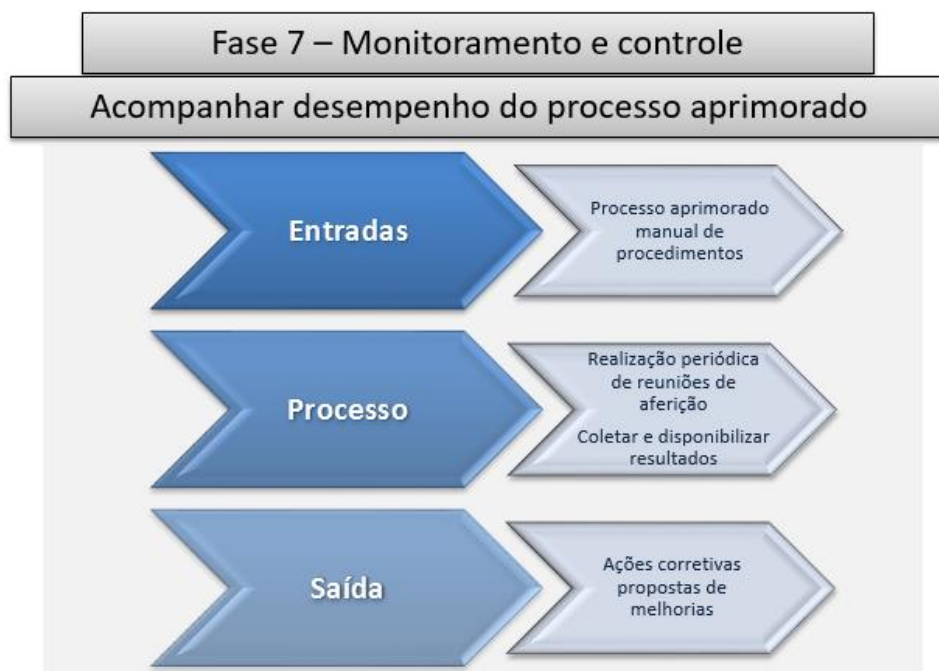 Fase 7 – Monitoramento e controle
Acompanhar desempenho do processo aprimorado
Entradas
Processo aprimorado
manual de
procedimentos
Processo
Realização periódica
de reuniões de
aferição
Coletar e disponibilizar
resultados
Saída
Ações corretivas
propostas de
melhorias